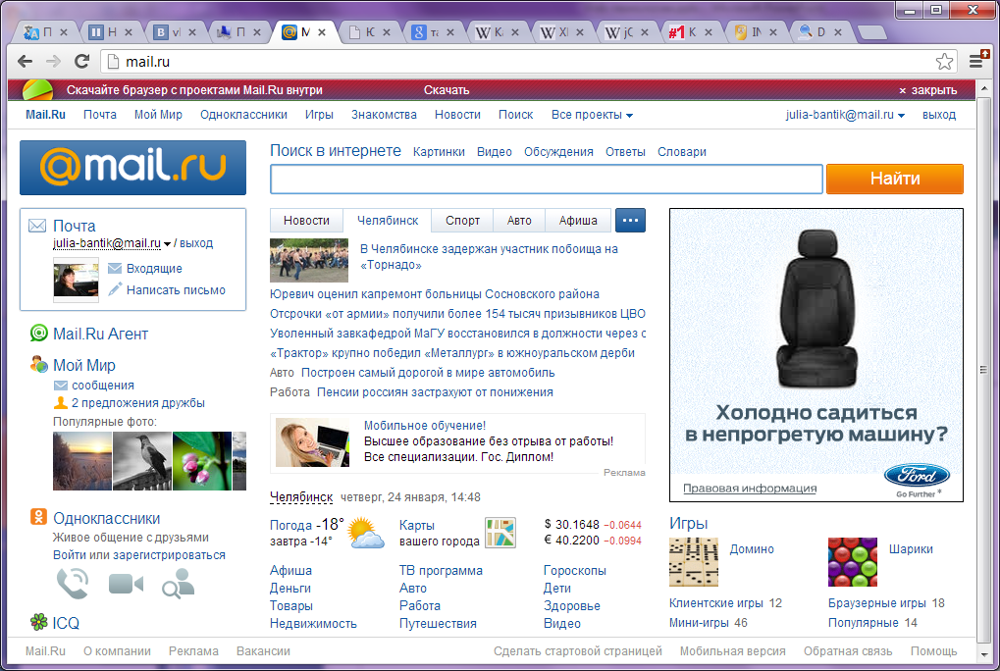 mail.ru
Скачайте браузер с проектами Mail.Ru внутри
Скачать
× закрыть
Mail.Ru Почта Мой Мир Одноклассники Игры Знакомства Новости Поиск Все проекты
julia-bantik@mail.ru выход
@mail.ru
Поиск в интернете Картинки Видео Обсуждения Ответы Словари
Найти
Почта
julia-bantik@mail.ru / выход
Входящие
Написать письмо
Mail.Ru Агент
Мой Мир
сообщения
2 предложения дружбы
Популярные фото:
Одноклассники
Живое общение с друзьями
Войти или зарегистрироваться
ICQ
Новости Челябинск Спорт Авто Афиша ...
В Челябинске задержан участник побоища на
«Торнадо»
Юревич оценил капремонт больницы Сосновского района
Отсрочки «от армии» получили более 154 тысяч призывников ЦВО
Уволенный завкафедрой МаГУ восстановился в должности через с
«Трактор» крупно победил «Металлург» в южноуральском дерби
Авто Построен самый дорогой в мире автомобиль
Работа Пенсии россиян застрахуют от понижения
Мобильное обучение!
Высшее образование без отрыва от работы!
Все специализации. Гос. Диплом!
Реклама
Челябинск четверг, 24 января, 14:48
Погода -18°
завтра -14°
Карты
вашего города
$ 30.1648 -0.0644
€ 40.2200 -0.0994
Афиша ТВ программа Гороскопы
Деньги Авто Дети
Товары Работа Здоровье
Недвижимость Путешествия Видео
Холодно садиться
в непрогретую машину?
Правовая информация
Ford
Go Further*
Игры
Домино
Шарики
Клиентские игры 12
Браузерные игры 18
Мини-игры 46
Популярные 14
Mail.Ru О компании Реклама Вакансии
Сделать стартовой страницей Мобильная версия Обратная связь Помощь